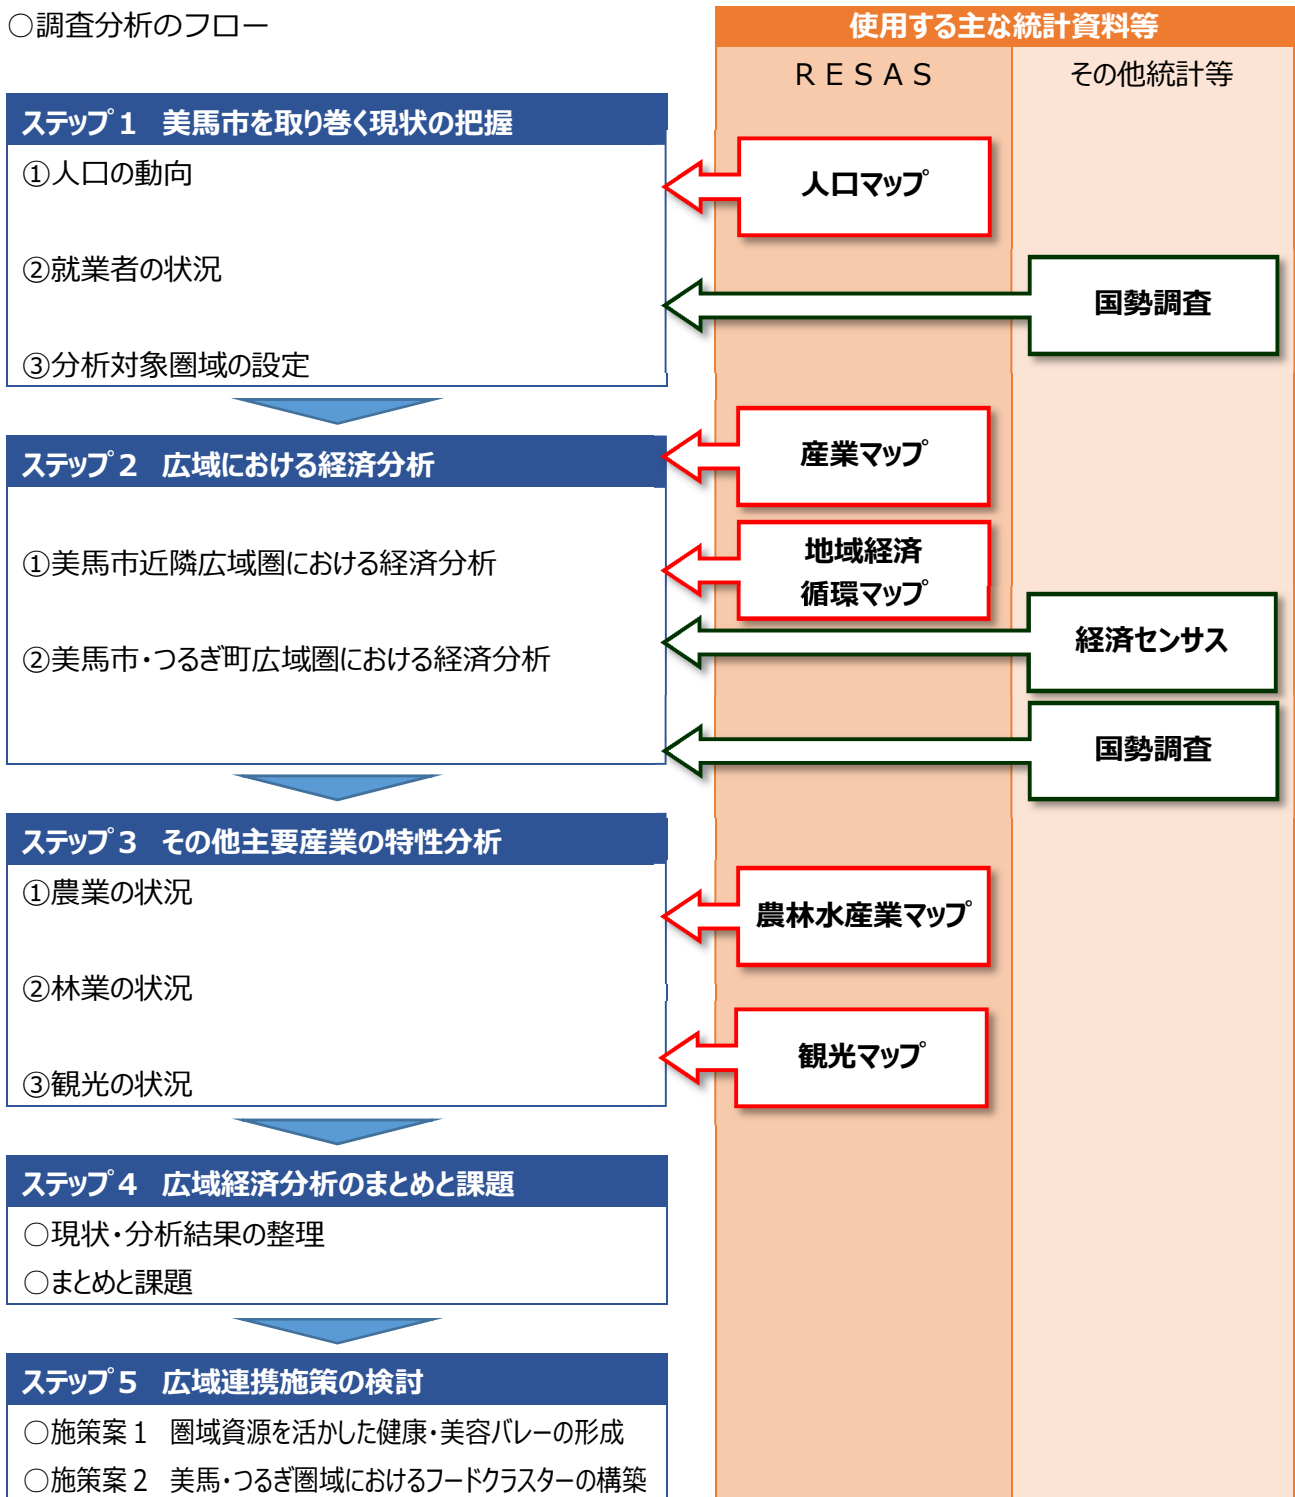 ○調査分析のフロー
使用する主な統計資料等
ＲＥＳＡＳ
その他統計等
ステップ１　美馬市を取り巻く現状の把握
①人口の動向
人口マップ
②就業者の状況
国勢調査
③分析対象圏域の設定
ステップ２　広域における経済分析
産業マップ
①美馬市近隣広域圏における経済分析
地域経済
循環マップ
②美馬市・つるぎ町広域圏における経済分析
経済センサス
国勢調査
ステップ３　その他主要産業の特性分析
①農業の状況
農林水産業マップ
②林業の状況
③観光の状況
観光マップ
ステップ４　広域経済分析のまとめと課題
○現状・分析結果の整理
○まとめと課題
ステップ５　広域連携施策の検討
○施策案１　圏域資源を活かした健康・美容バレーの形成
○施策案２　美馬・つるぎ圏域におけるフードクラスターの構築